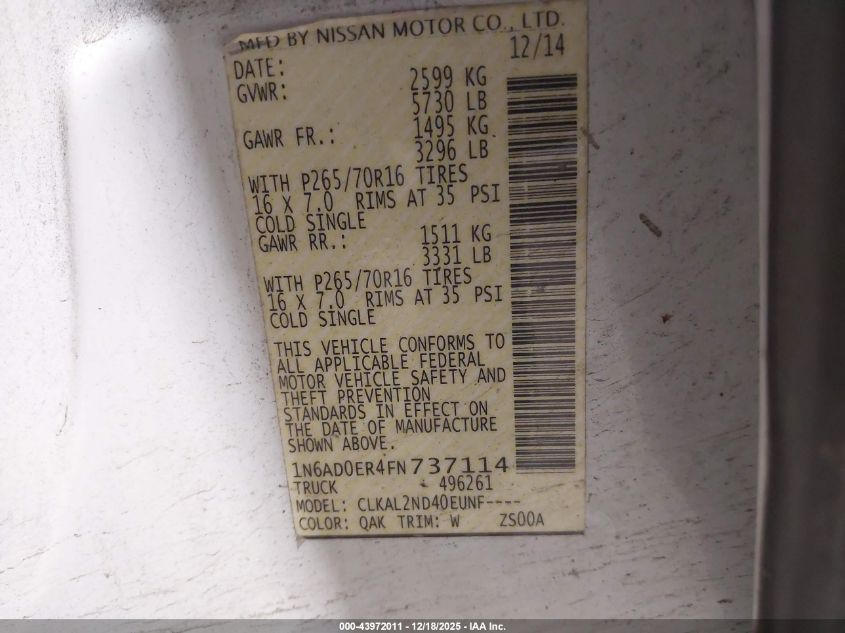 MFD BY NISSAN MOTOR CO., LTD.
DATE: 12/14
GVWR: 2599 KG
5730 LB
GAWR FR.: 1495 KG
3296 LB
WITH P265/70R16 TIRES
16 X 7.0 RIMS AT 35 PSI
COLD SINGLE
GAWR RR.: 1511 KG
3331 LB
WITH P265/70R16 TIRES
16 X 7.0 RIMS AT 35 PSI
COLD SINGLE
THIS VEHICLE CONFORMS TO
ALL APPLICABLE FEDERAL
MOTOR VEHICLE SAFETY AND
THEFT PREVENTION
STANDARDS IN EFFECT ON
THE DATE OF MANUFACTURE
SHOWN ABOVE.
1N6AD0ER4FN737114
TRUCK 496261
MODEL: CLKAL2ND40EUNF----
COLOR: QAK TRIM: W ZS00A
000-43972011 - 12/18/2025 - IAA Inc.